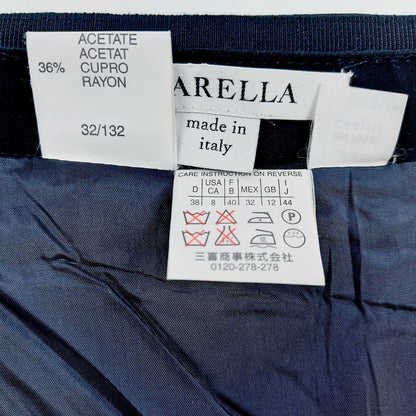 ACETATE
ACETAT
36% CUPRO
RAYON
32/132
ARELLA
made in
italy
CARE INSTRUCTION ON REVERSE
D USA CA F B MEX GB I J
38 8 40 32 12 44
三喜商事株式会社
0120-278-278